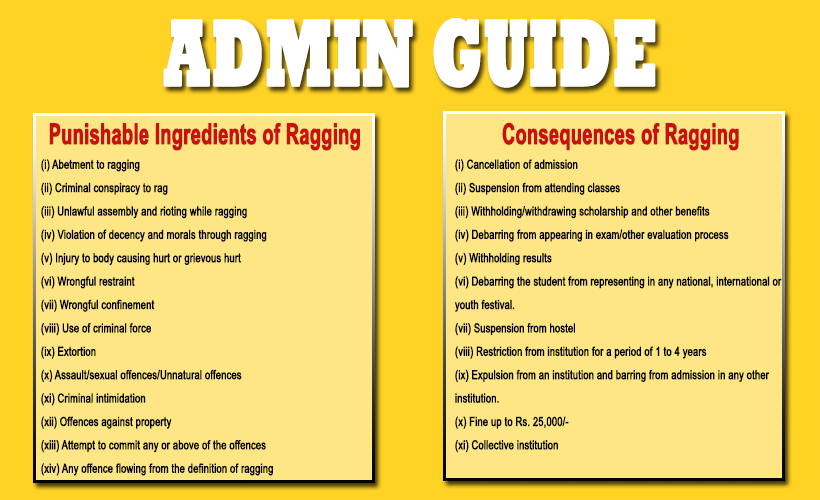 ADMIN GUIDE
Punishable Ingredients of Ragging
(i) Abetment to ragging
(ii) Criminal conspiracy to rag
(iii) Unlawful assembly and rioting while ragging
(iv) Violation of decency and morals through ragging
(v) Injury to body causing hurt or grievous hurt
(vi) Wrongful restraint
(vii) Wrongful confinement
(viii) Use of criminal force
(ix) Extortion
(x) Assault/sexual offences/Unnatural offences
(xi) Criminal intimidation
(xii) Offences against property
(xiii) Attempt to commit any or above of the offences
(xiv) Any offence flowing from the definition of ragging
Consequences of Ragging
(i) Cancellation of admission
(ii) Suspension from attending classes
(iii) Withholding/withdrawing scholarship and other benefits
(iv) Debarring from appearing in exam/other evaluation process
(v) Withholding results
(vi) Debarring the student from representing in any national, international or
youth festival.
(vii) Suspension from hostel
(viii) Restriction from institution for a period of 1 to 4 years
(ix) Expulsion from an institution and barring from admission in any other
institution.
(x) Fine up to Rs. 25,000/-
(xi) Collective institution